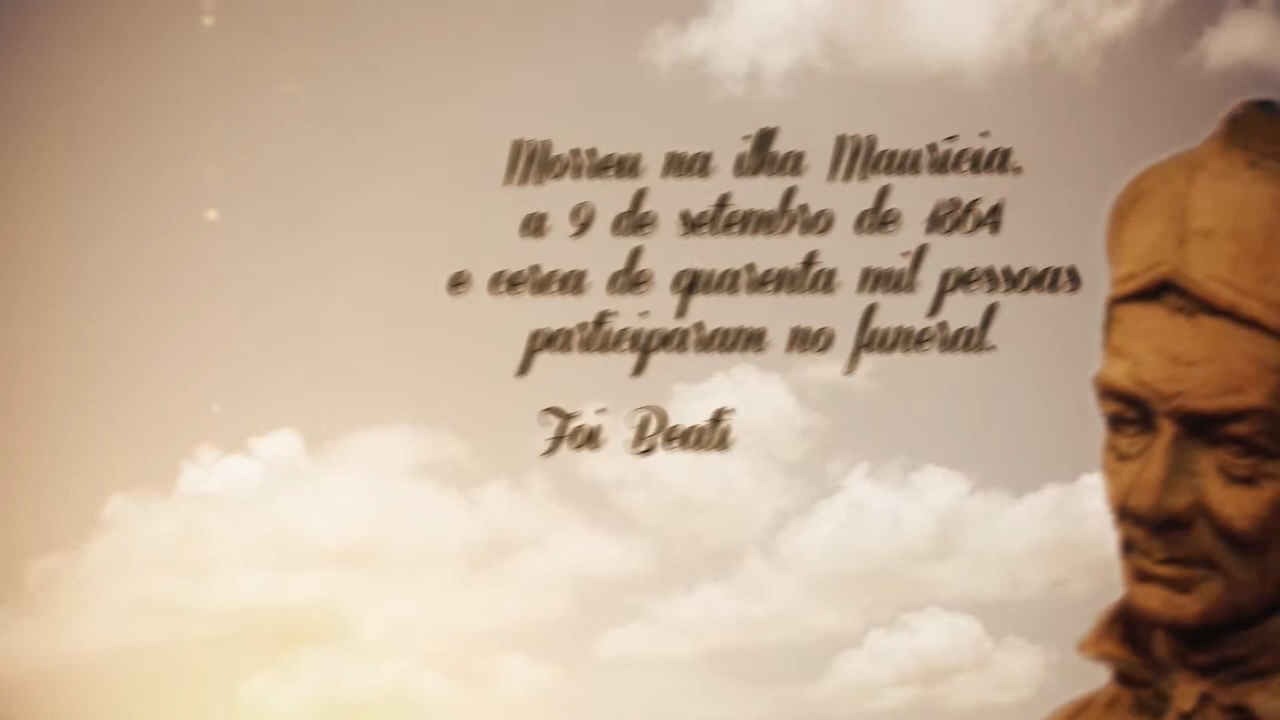 Morreu na ilha Maurícia,
a 9 de setembro de 1864
e cerca de quarenta mil pessoas
participaram no funeral.
Foi Beati